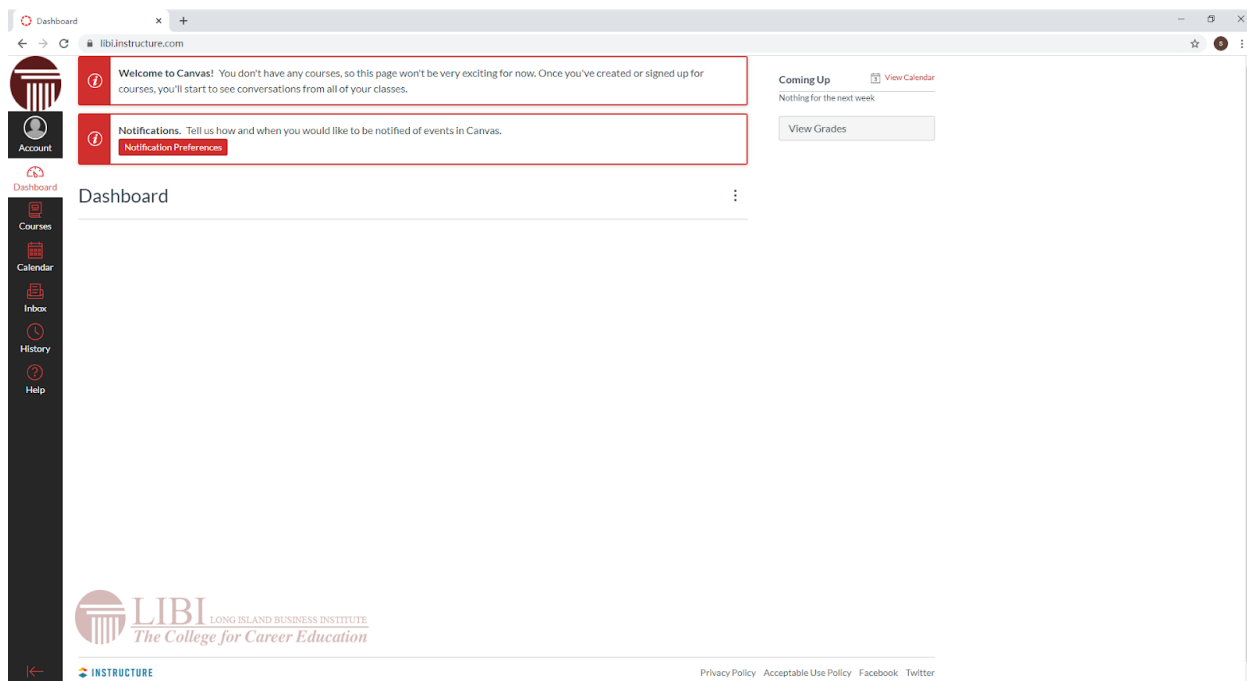 Dashboard
libi.instructure.com
S
Account
Dashboard
Courses
Calendar
Inbox
History
Help
Welcome to Canvas! You don't have any courses, so this page won't be very exciting for now. Once you've created or signed up for
courses, you'll start to see conversations from all of your classes.
Notifications. Tell us how and when you would like to be notified of events in Canvas.
Notification Preferences
Dashboard
Coming Up
View Calendar
Nothing for the next week
View Grades
LIBI LONG ISLAND BUSINESS INSTITUTE
The College for Career Education
INSTRUCTURE
Privacy Policy Acceptable Use Policy Facebook Twitter